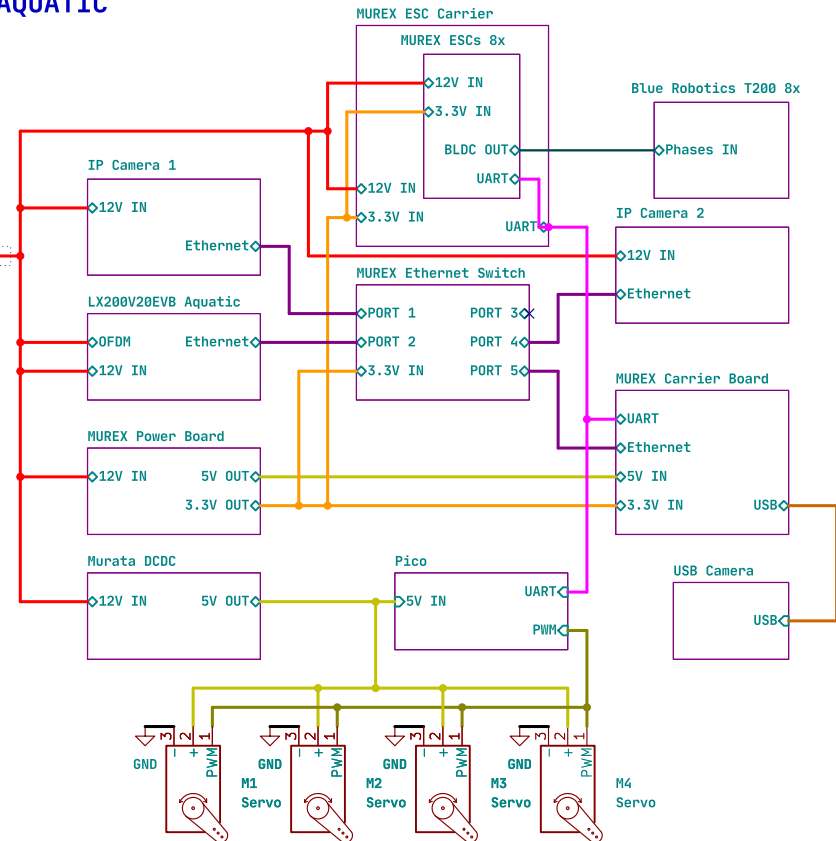 AQUATIC
MUREX ESC Carrier
MUREX ESCs 8x
12V IN
3.3V IN
BLDC OUT
UART
12V IN
3.3V IN
UART
Blue Robotics T200 8x
Phases IN
IP Camera 1
12V IN
Ethernet
IP Camera 2
12V IN
Ethernet
MUREX Ethernet Switch
PORT 1
PORT 2
3.3V IN
PORT 3
PORT 4
PORT 5
LX200V20EVB Aquatic
OFDM
12V IN
Ethernet
MUREX Carrier Board
UART
Ethernet
5V IN
3.3V IN
USB
MUREX Power Board
12V IN
5V OUT
3.3V OUT
Murata DCDC
12V IN
5V OUT
Pico
5V IN
UART
PWM
USB Camera
USB
GND
3
2
1
−
+
PWM
M1
Servo
GND
3
2
1
−
+
PWM
M2
Servo
GND
3
2
1
−
+
PWM
M3
Servo
GND
3
2
1
−
+
PWM
M4
Servo